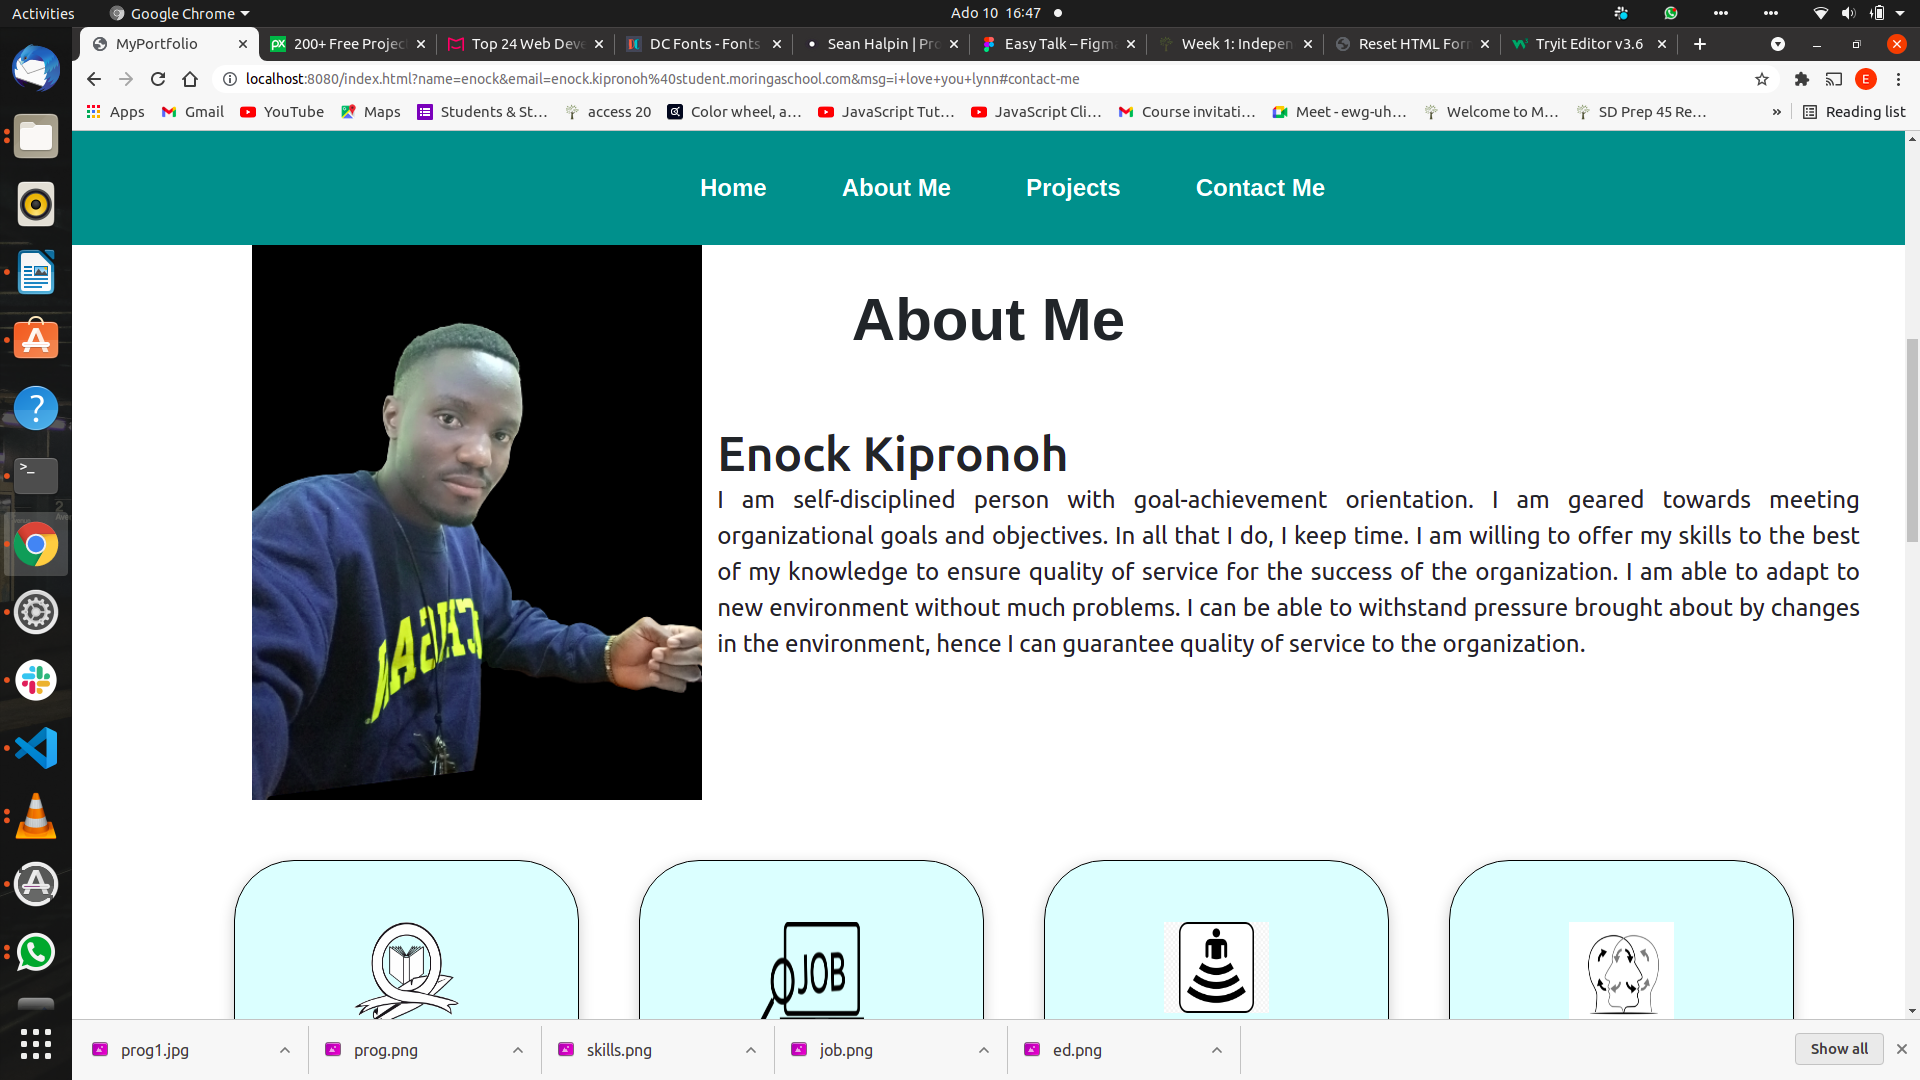 Activities Google Chrome Ado 10 16:47
MyPortfolio 200+ Free Projec Top 24 Web Deve DC Fonts - Fonts Sean Halpin | Pro Easy Talk – Figma Week 1: Indepen Reset HTML Forr Tryit Editor v3.6
localhost:8080/index.html?name=enock&email=enock.kipronoh%40student.moringaschool.com&msg=i+love+you+lynn#contact-me E
Apps Gmail YouTube Maps Students & St... access 20 Color wheel, a... JavaScript Tut... JavaScript Cli... Course invitati... Meet - ewg-uh... Welcome to M... SD Prep 45 Re... » Reading list
Home About Me Projects Contact Me
About Me
Enock Kipronoh
I am self-disciplined person with goal-achievement orientation. I am geared towards meeting
organizational goals and objectives. In all that I do, I keep time. I am willing to offer my skills to the best
of my knowledge to ensure quality of service for the success of the organization. I am able to adapt to
new environment without much problems. I can be able to withstand pressure brought about by changes
in the environment, hence I can guarantee quality of service to the organization.
JOB
prog1.jpg prog.png skills.png job.png ed.png Show all